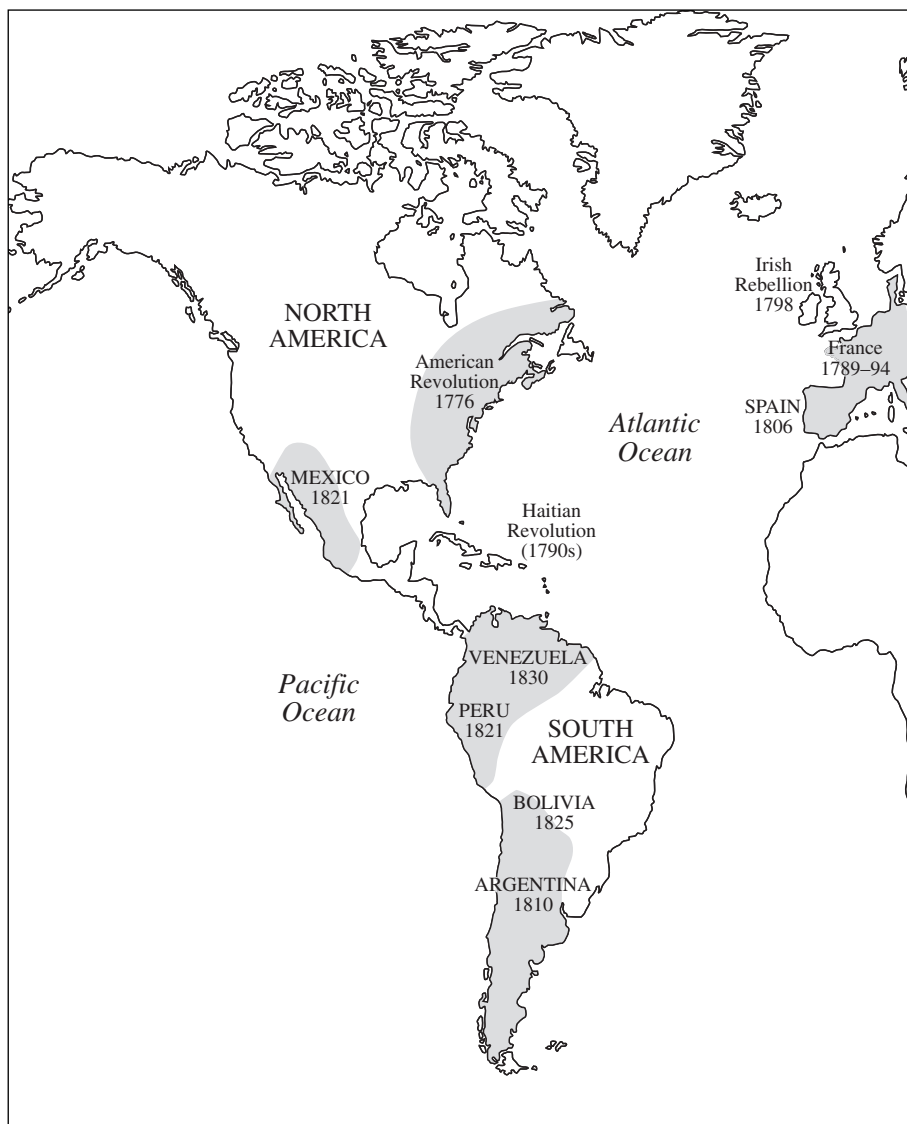 Irish
Rebellion
1798
NORTH
AMERICA
American
Revolution
1776
France
1789–94
SPAIN
1806
Atlantic
Ocean
MEXICO
1821
Haitian
Revolution
(1790s)
VENEZUELA
1830
Pacific
Ocean
PERU
1821
SOUTH
AMERICA
BOLIVIA
1825
ARGENTINA
1810